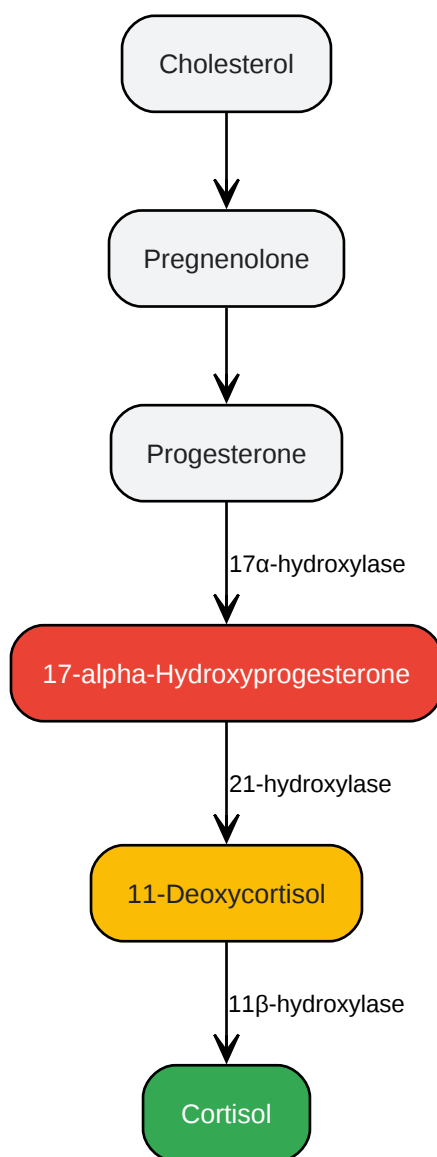 Cholesterol
Pregnenolone
Progesterone
17α-hydroxylase
17-alpha-Hydroxyprogesterone
21-hydroxylase
11-Deoxycortisol
11β-hydroxylase
Cortisol